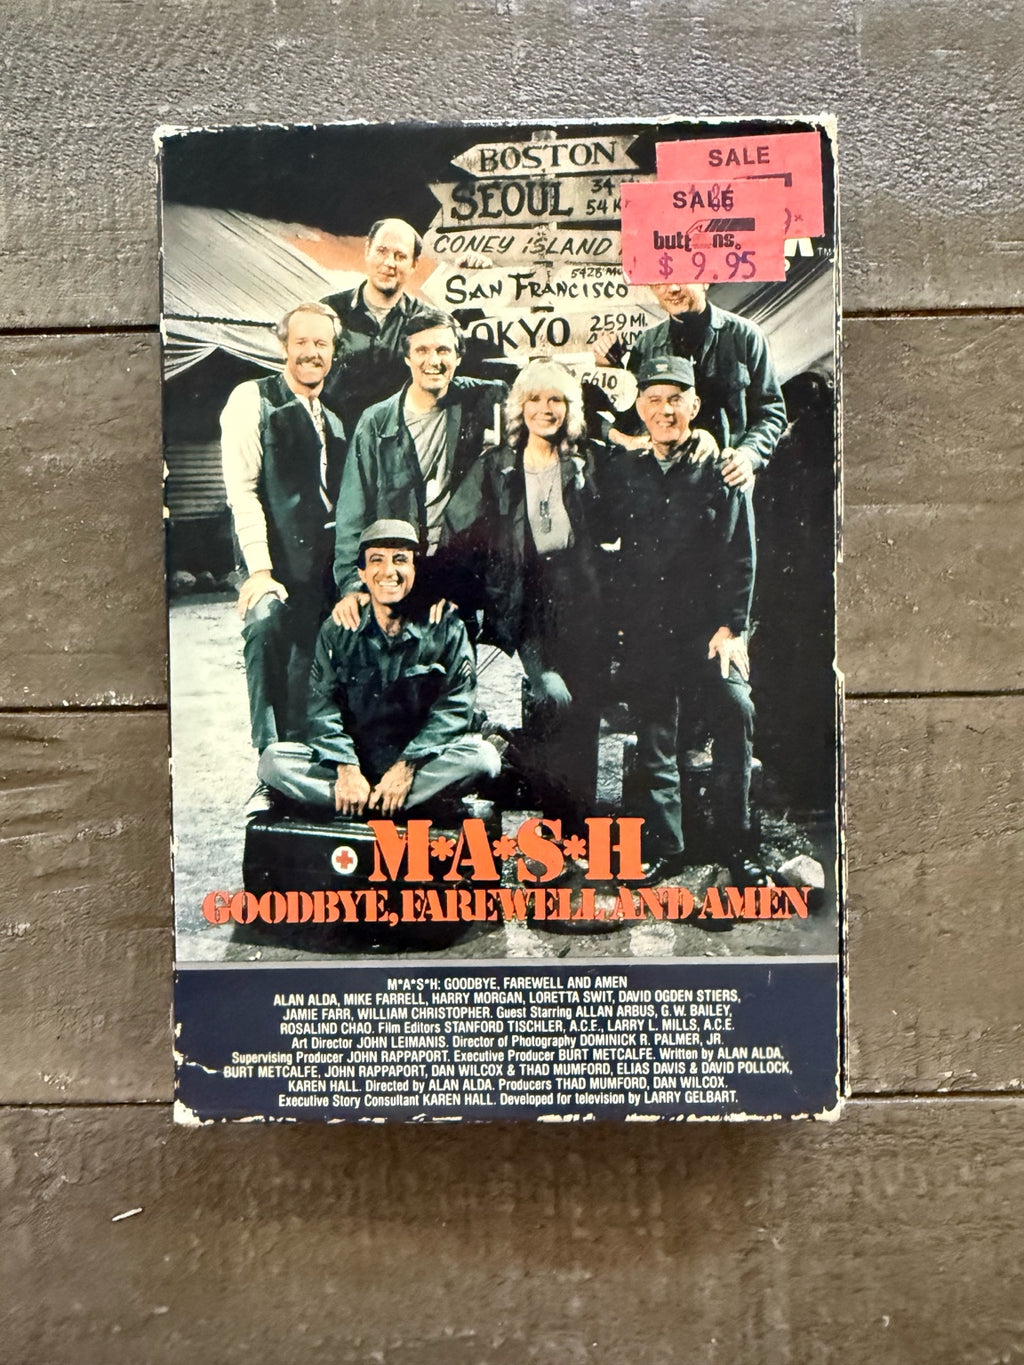 BOSTON
SEOUL 34
54 K
CONEY ISLAND
SAN FRANCISCO
OKYO 259 MI.
5610
SALE
SALE
$ 9.95
M*A*S*H
GOODBYE, FAREWELL AND AMEN
M*A*S*H: GOODBYE, FAREWELL AND AMEN
ALAN ALDA, MIKE FARRELL, HARRY MORGAN, LORETTA SWIT, DAVID OGDEN STIERS,
JAMIE FARR, WILLIAM CHRISTOPHER. Guest Starring ALLAN ARBUS, G.W. BAILEY,
ROSALIND CHAO. Film Editors STANFORD TISCHLER, A.C.E., LARRY L. MILLS, A.C.E.
Art Director JOHN LEIMANIS. Director of Photography DOMINICK R. PALMER, JR.
Supervising Producer JOHN RAPPAPORT. Executive Producer BURT METCALFE. Written by ALAN ALDA,
BURT METCALFE, JOHN RAPPAPORT, DAN WILCOX & THAD MUMFORD, ELIAS DAVIS & DAVID POLLOCK,
KAREN HALL. Directed by ALAN ALDA. Producers THAD MUMFORD, DAN WILCOX.
Executive Story Consultant KAREN HALL. Developed for television by LARRY GELBART.